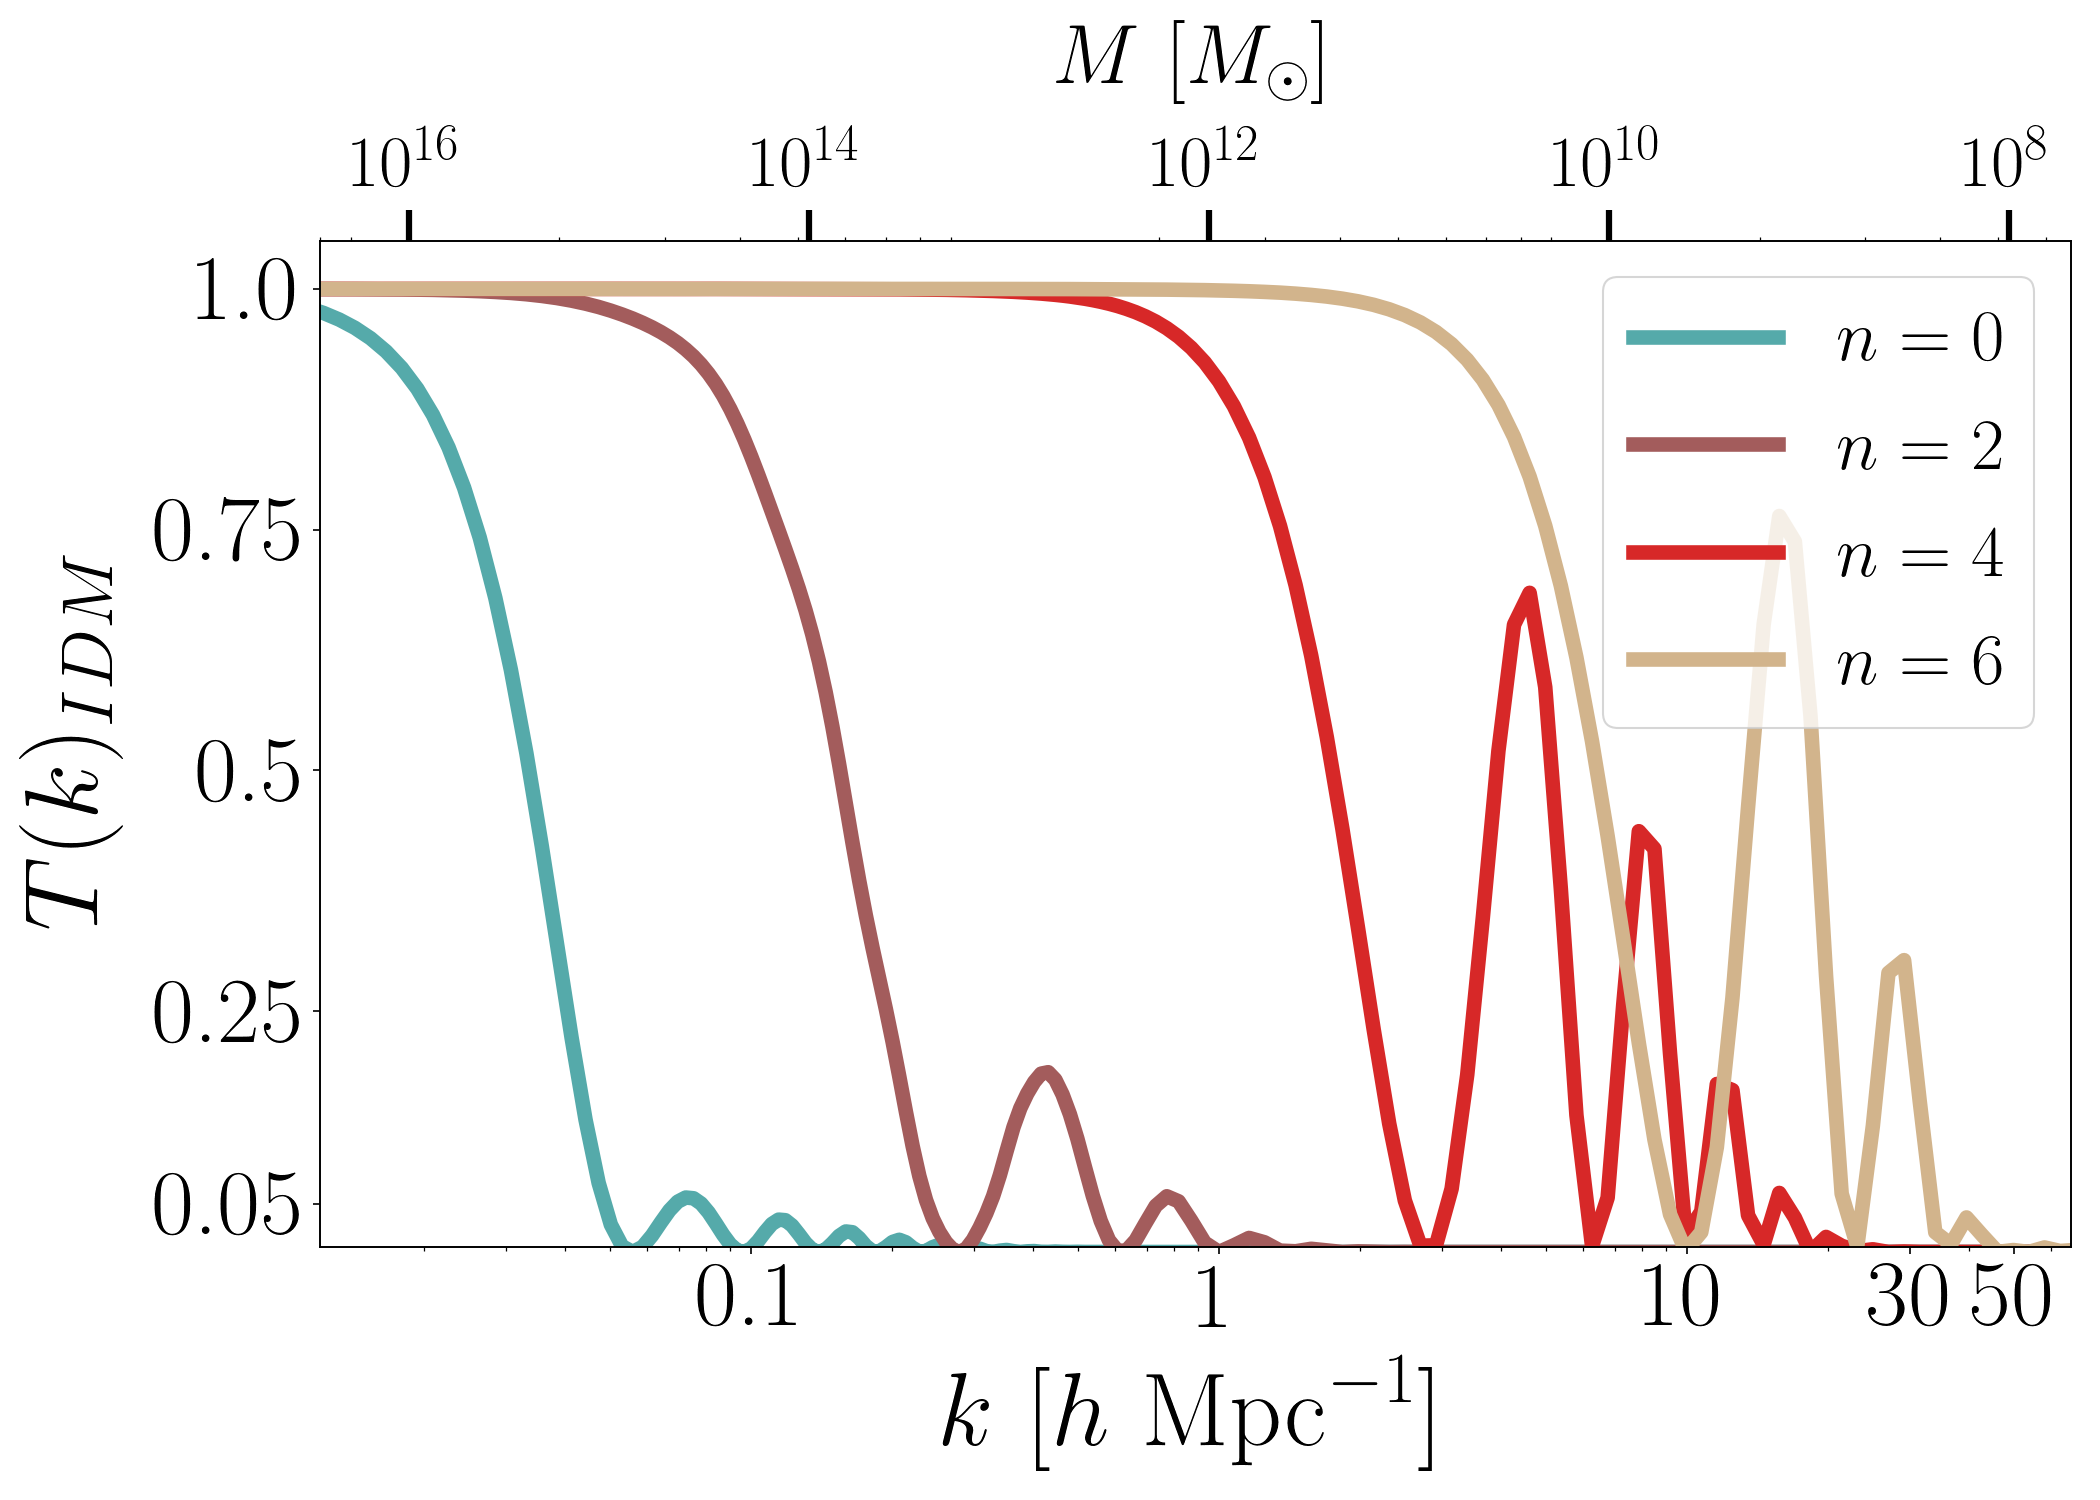 M [M⊙]
10^16 10^14 10^12 10^10 10^8
1.0
0.75
0.5
0.25
0.05
T(k)_IDM
n = 0
n = 2
n = 4
n = 6
0.1 1 10 30 50
k [h Mpc^−1]